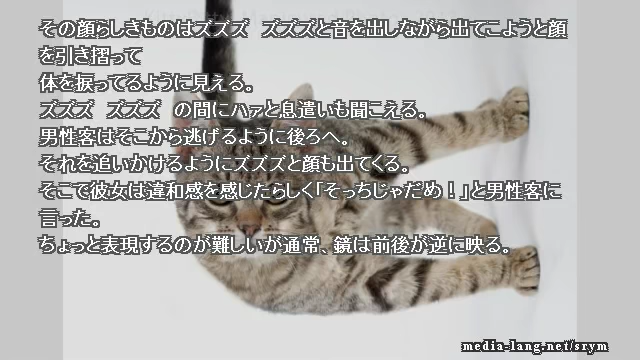 その顔らしきものはズズズ　ズズズと音を出しながら出てこようと顔
を引き摺って
体を捩ってるように見える。
ズズズ　ズズズ　の間にハァと息遣いも聞こえる。
男性客はそこから逃げるように後ろへ。
それを追いかけるようにズズズと顔も出てくる。
そこで彼女は違和感を感じたらしく「そっちじゃだめ！」と男性客に
言った。
ちょっと表現するのが難しいが通常、鏡は前後が逆に映る。
media-lang.net/srym